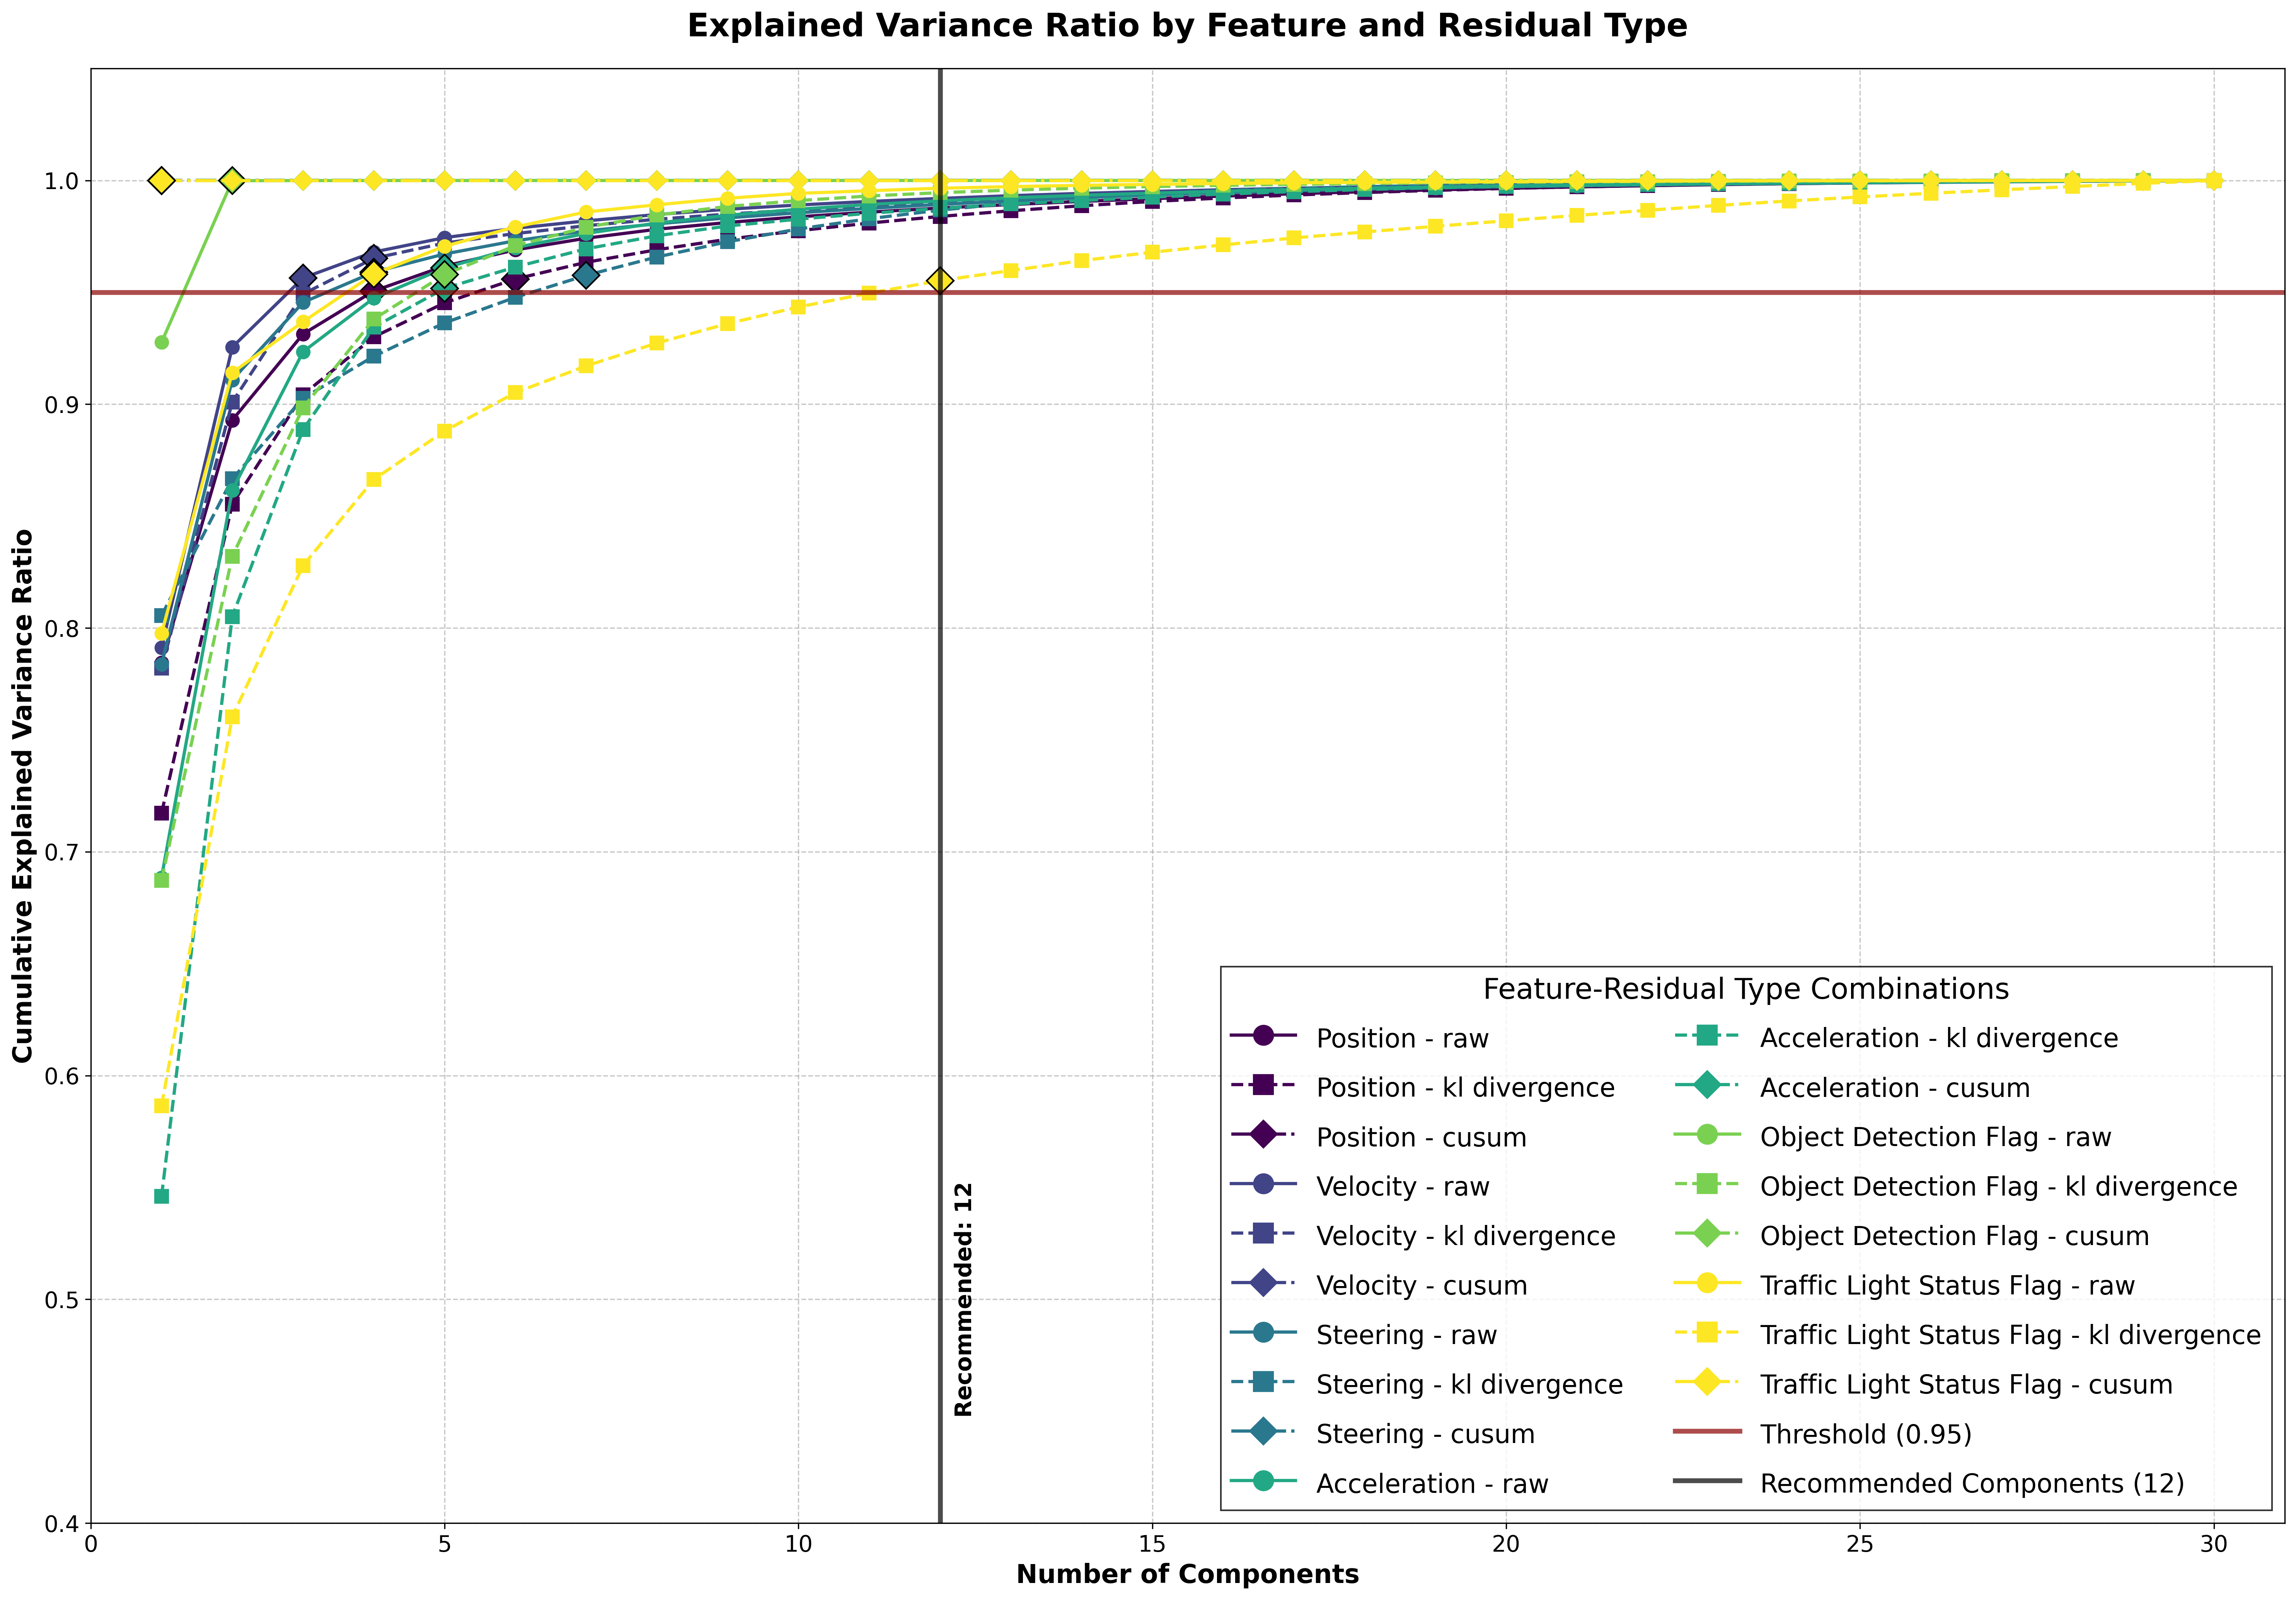 Explained Variance Ratio by Feature and Residual Type
Cumulative Explained Variance Ratio
1.0
0.9
0.8
0.7
0.6
0.5
0.4
0
5
10
15
20
25
30
Number of Components
Recommended: 12
Feature-Residual Type Combinations
Position - raw
Position - kl divergence
Position - cusum
Velocity - raw
Velocity - kl divergence
Velocity - cusum
Steering - raw
Steering - kl divergence
Steering - cusum
Acceleration - raw
Acceleration - kl divergence
Acceleration - cusum
Object Detection Flag - raw
Object Detection Flag - kl divergence
Object Detection Flag - cusum
Traffic Light Status Flag - raw
Traffic Light Status Flag - kl divergence
Traffic Light Status Flag - cusum
Threshold (0.95)
Recommended Components (12)